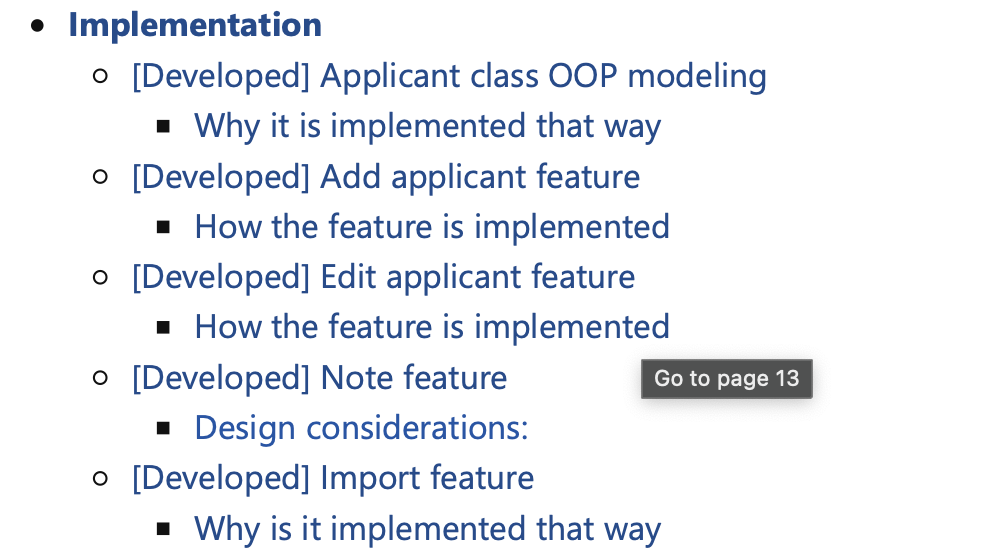 Implementation
[Developed] Applicant class OOP modeling
Why it is implemented that way
[Developed] Add applicant feature
How the feature is implemented
[Developed] Edit applicant feature
How the feature is implemented
[Developed] Note feature
Go to page 13
Design considerations:
[Developed] Import feature
Why is it implemented that way